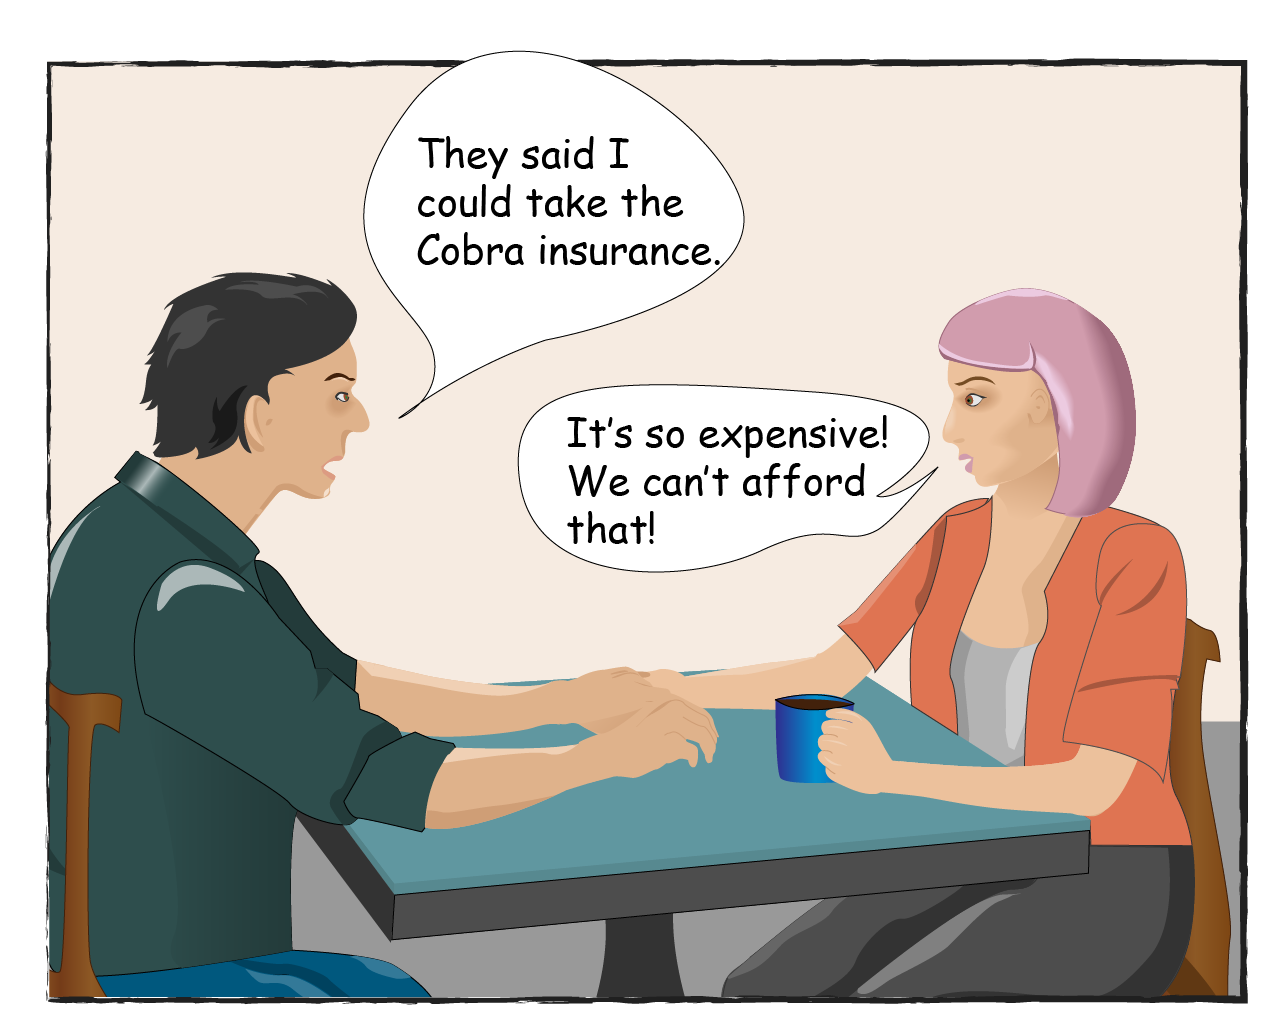 They said I
could take the
Cobra insurance.
It's so expensive!
We can't afford
that!